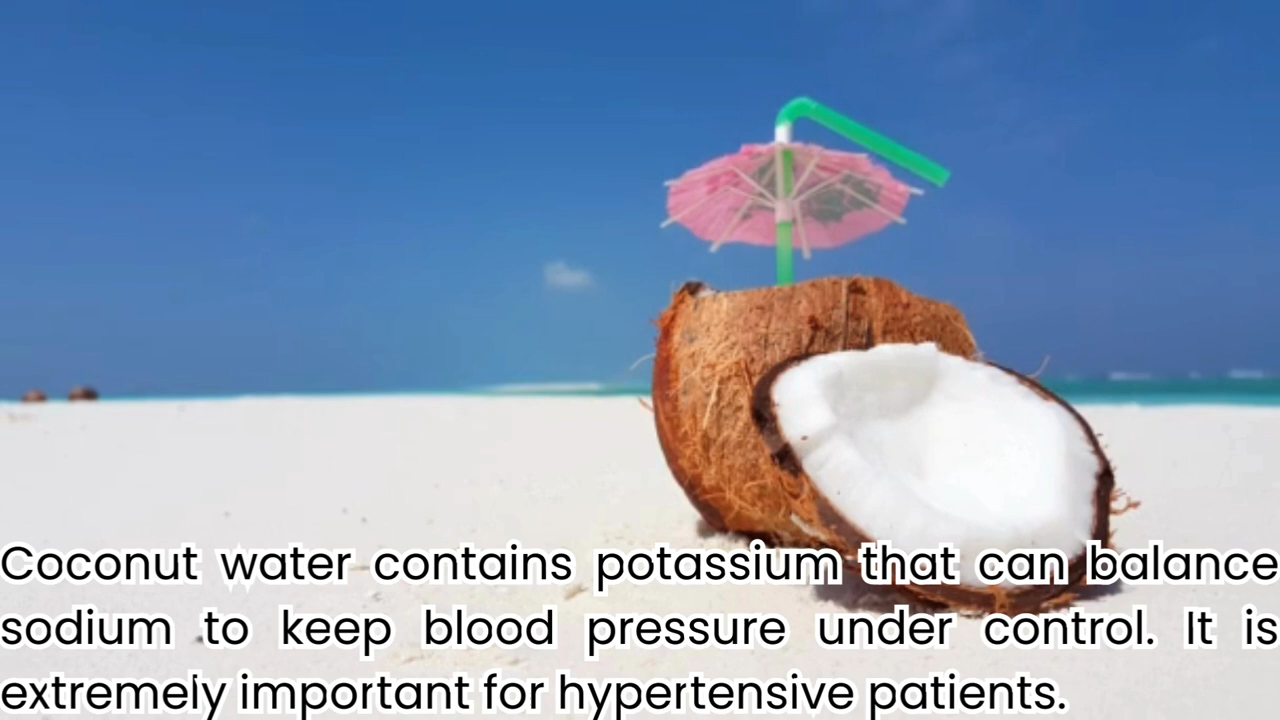 Coconut water contains potassium that can balance
sodium to keep blood pressure under control. It is
extremely important for hypertensive patients.